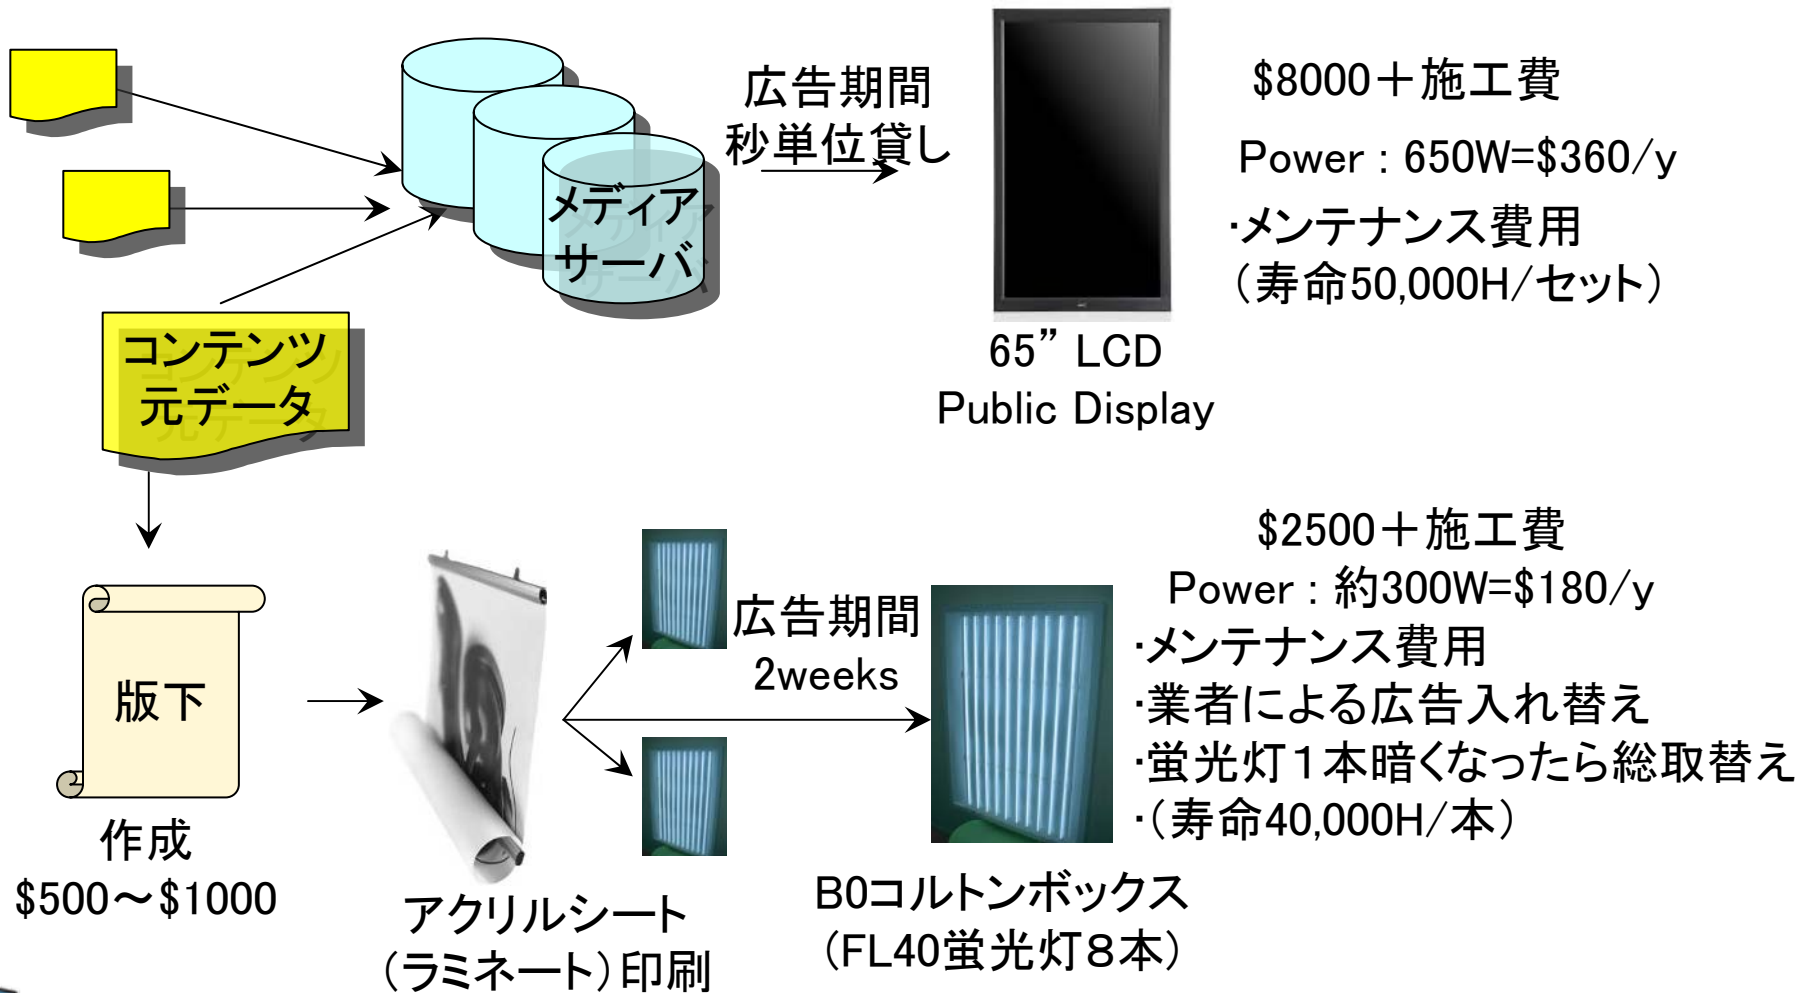 広告期間
秒単位貸し
メディア
サーバ
$8000＋施工費
Power：650W=$360/y
・メンテナンス費用
（寿命50,000H/セット）
65” LCD
Public Display
コンテンツ
元データ
版下
作成
$500～$1000
アクリルシート
（ラミネート）印刷
広告期間
2weeks
B0コルトンボックス
（FL40蛍光灯８本）
$2500＋施工費
Power：約300W=$180/y
・メンテナンス費用
・業者による広告入れ替え
・蛍光灯１本暗くなったら総取替え
・（寿命40,000H/本）